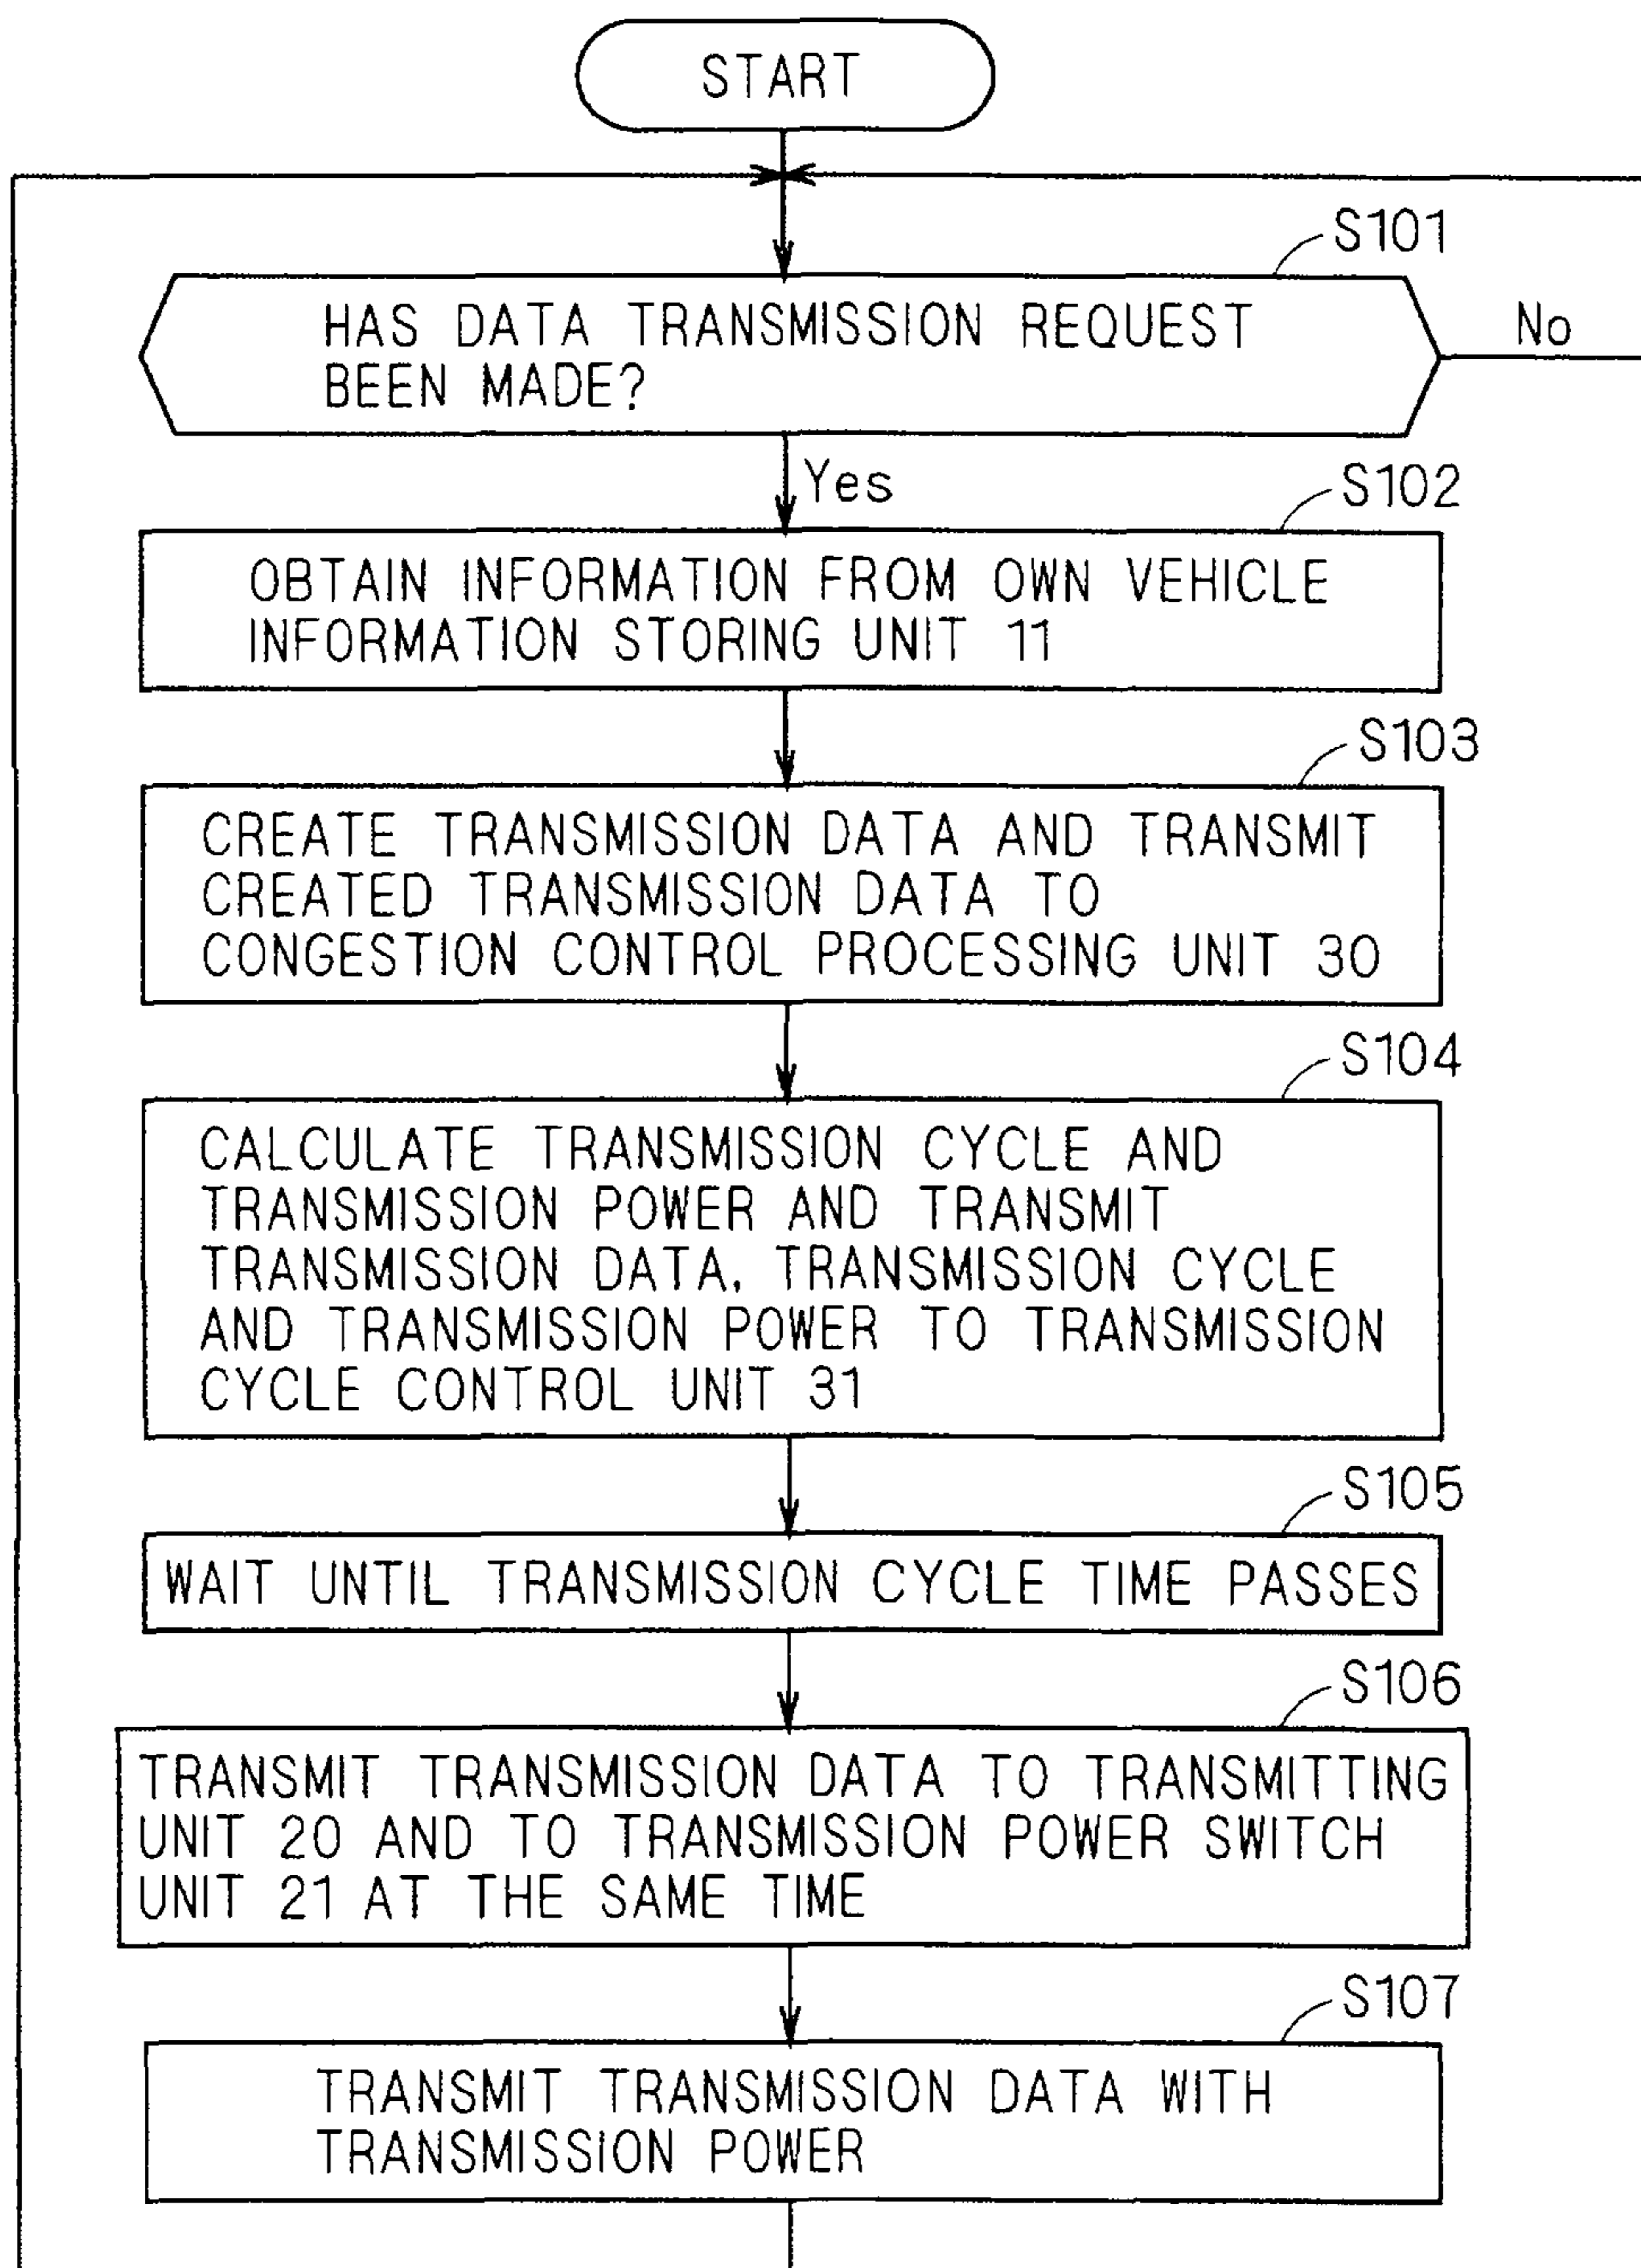 START
S101
HAS DATA TRANSMISSION REQUEST
BEEN MADE?
No
Yes
S102
OBTAIN INFORMATION FROM OWN VEHICLE
INFORMATION STORING UNIT 11
S103
CREATE TRANSMISSION DATA AND TRANSMIT
CREATED TRANSMISSION DATA TO
CONGESTION CONTROL PROCESSING UNIT 30
S104
CALCULATE TRANSMISSION CYCLE AND
TRANSMISSION POWER AND TRANSMIT
TRANSMISSION DATA, TRANSMISSION CYCLE
AND TRANSMISSION POWER TO TRANSMISSION
CYCLE CONTROL UNIT 31
S105
WAIT UNTIL TRANSMISSION CYCLE TIME PASSES
S106
TRANSMIT TRANSMISSION DATA TO TRANSMITTING
UNIT 20 AND TO TRANSMISSION POWER SWITCH
UNIT 21 AT THE SAME TIME
S107
TRANSMIT TRANSMISSION DATA WITH
TRANSMISSION POWER